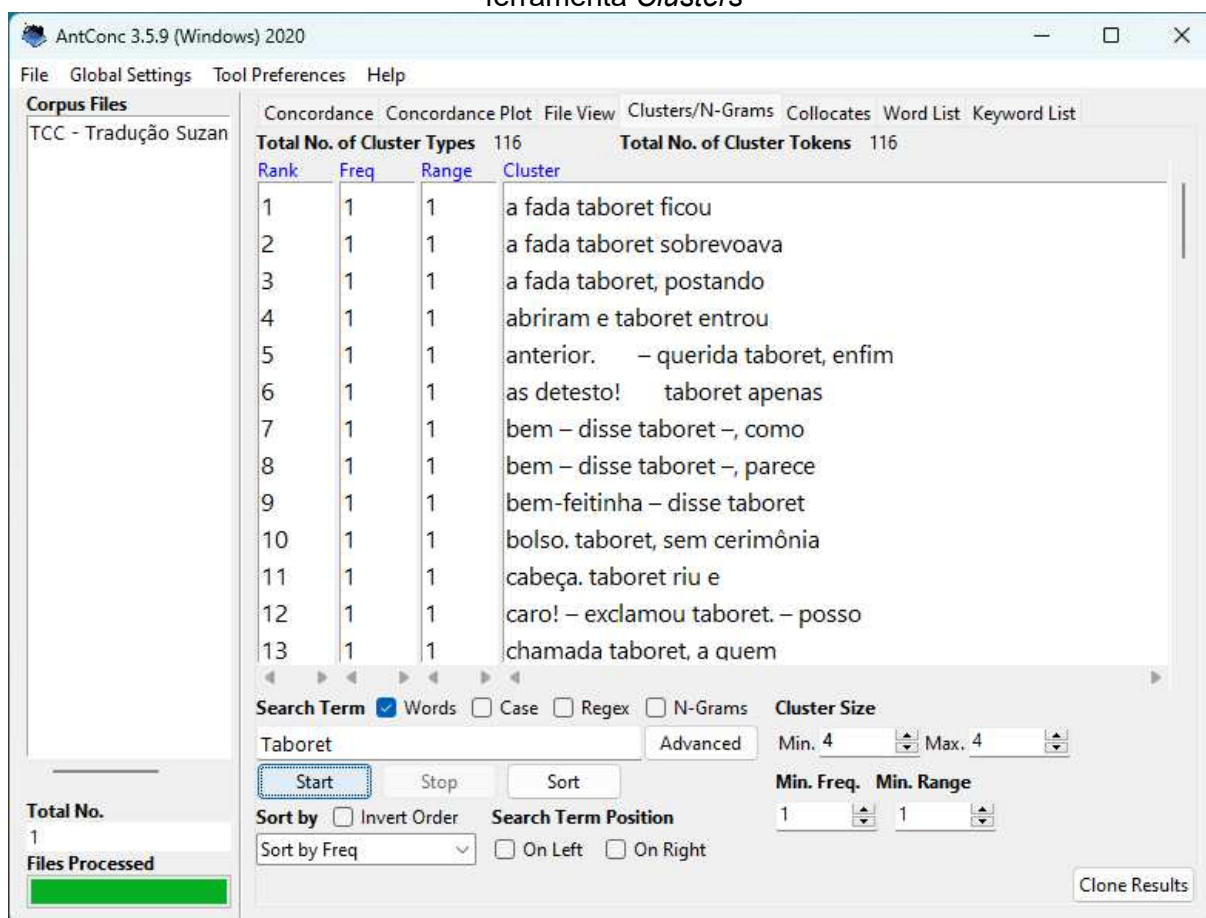 ferramenta Clusters
AntConc 3.5.9 (Windows) 2020
File Global Settings Tool Preferences Help
Corpus Files
TCC - Tradução Suzan
Total No.
1
Files Processed
Concordance Concordance Plot File View Clusters/N-Grams Collocates Word List Keyword List
Total No. of Cluster Types 116 Total No. of Cluster Tokens 116
Rank Freq Range Cluster
1 1 1 a fada taboret ficou
2 1 1 a fada taboret sobrevoava
3 1 1 a fada taboret, postando
4 1 1 abriram e taboret entrou
5 1 1 anterior. – querida taboret, enfim
6 1 1 as detesto! taboret apenas
7 1 1 bem – disse taboret –, como
8 1 1 bem – disse taboret –, parece
9 1 1 bem-feitinha – disse taboret
10 1 1 bolso. taboret, sem cerimônia
11 1 1 cabeça. taboret riu e
12 1 1 caro! – exclamou taboret. – posso
13 1 1 chamada taboret, a quem
Search Term Words Case Regex N-Grams Cluster Size
Taboret Advanced Min. 4 Max. 4
Start Stop Sort Min. Freq. Min. Range
Sort by Invert Order Search Term Position 1 1
Sort by Freq On Left On Right
Clone Results